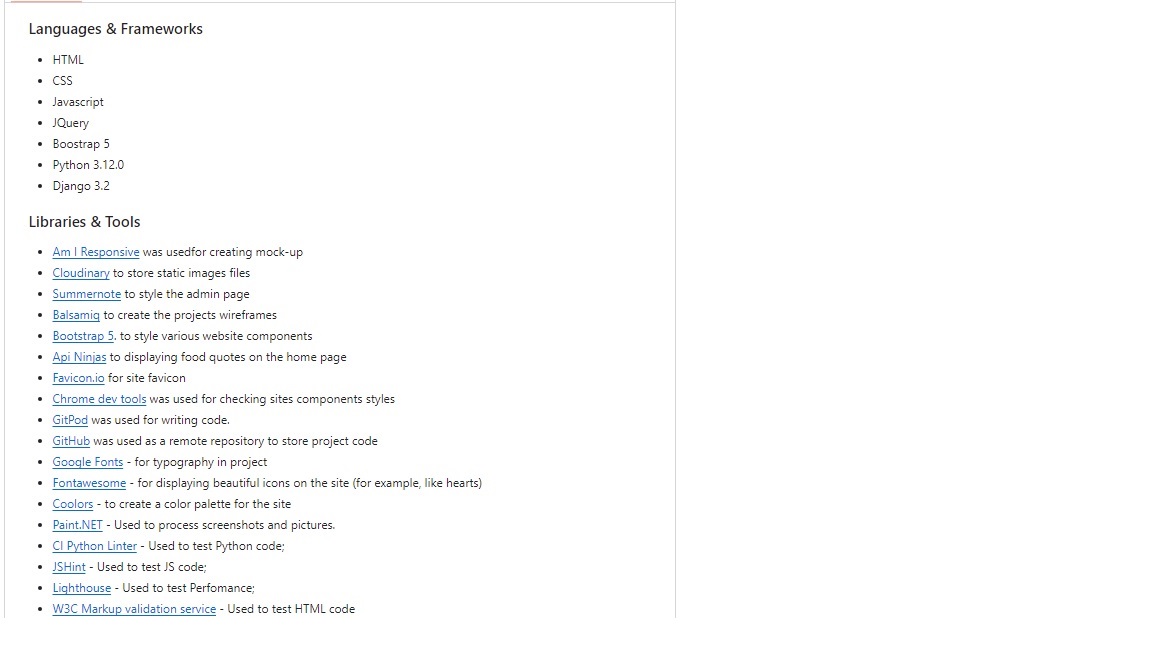 Languages & Frameworks
HTML
CSS
Javascript
JQuery
Boostrap 5
Python 3.12.0
Django 3.2
Libraries & Tools
Am I Responsive was usedfor creating mock-up
Cloudinary to store static images files
Summernote to style the admin page
Balsamiq to create the projects wireframes
Bootstrap 5. to style various website components
Api Ninjas to displaying food quotes on the home page
Favicon.io for site favicon
Chrome dev tools was used for checking sites components styles
GitPod was used for writing code.
GitHub was used as a remote repository to store project code
Google Fonts - for typography in project
Fontawesome - for displaying beautiful icons on the site (for example, like hearts)
Coolors - to create a color palette for the site
Paint.NET - Used to process screenshots and pictures.
CI Python Linter - Used to test Python code;
JSHint - Used to test JS code;
Lighthouse - Used to test Perfomance;
W3C Markup validation service - Used to test HTML code